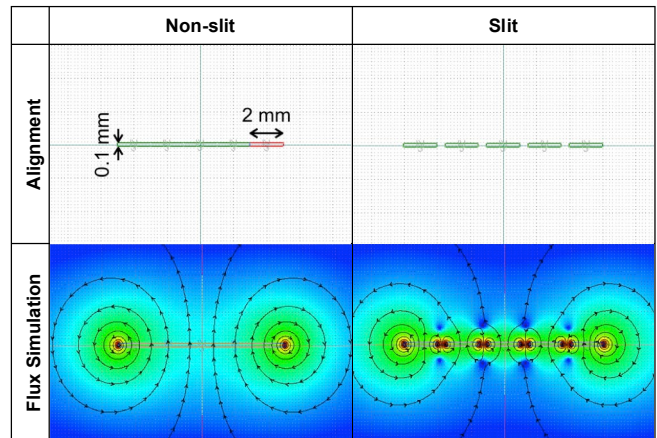 Non-slit
Slit
Alignment
2 mm
0.1 mm
Flux Simulation